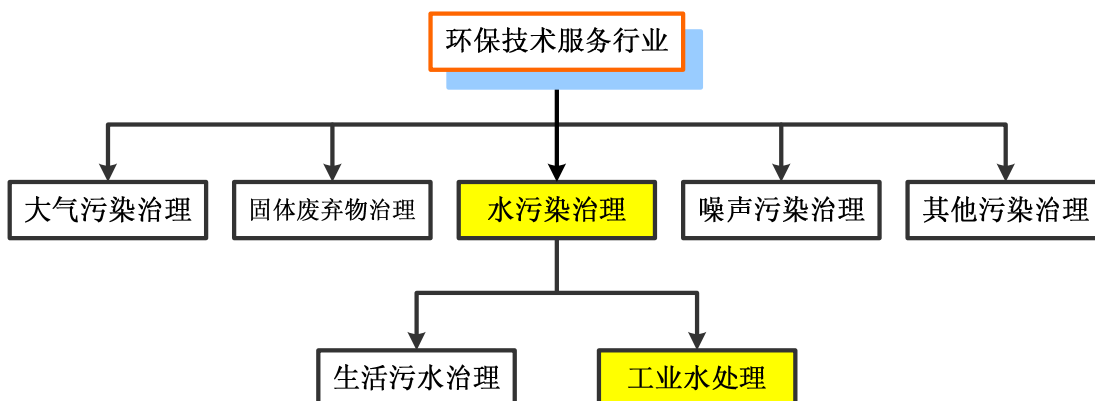 环保技术服务行业
大气污染治理
固体废弃物治理
水污染治理
噪声污染治理
其他污染治理
生活污水治理
工业水处理